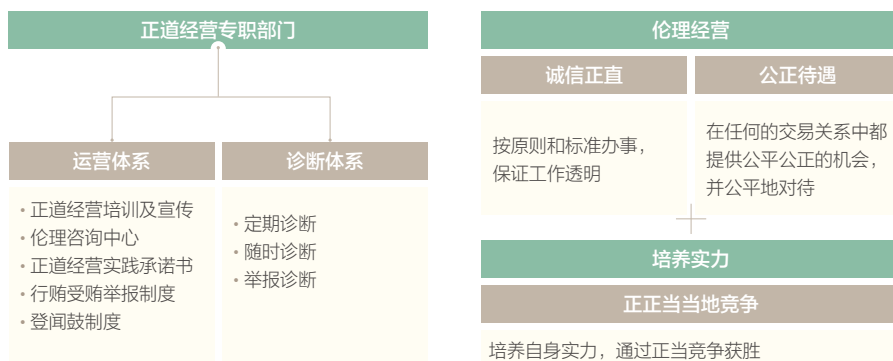 正道经营专职部门
运营体系
• 正道经营培训及宣传
• 伦理咨询中心
• 正道经营实践承诺书
• 行贿受贿举报制度
• 登闻鼓制度
诊断体系
• 定期诊断
• 随时诊断
• 举报诊断
伦理经营
诚信正直
按原则和标准办事，
保证工作透明
公正待遇
在任何的交易关系中都
提供公平公正的机会，
并公平地对待
培养实力
正正当当地竞争
培养自身实力，通过正当竞争获胜